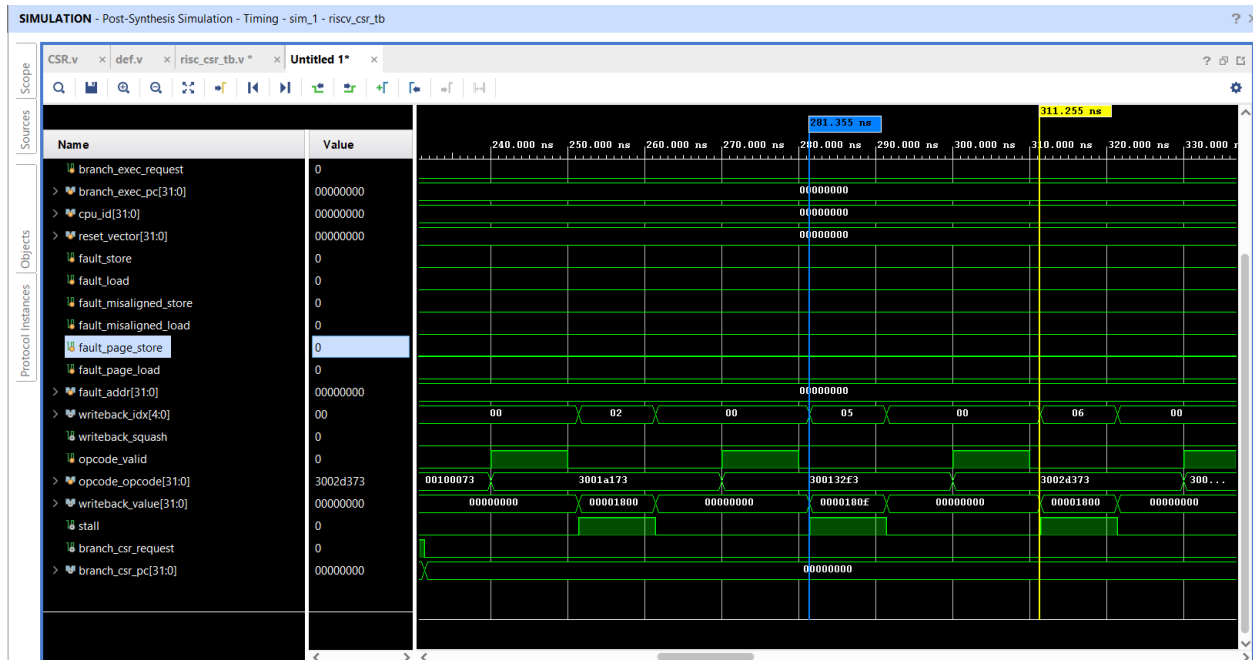 SIMULATION - Post-Synthesis Simulation - Timing - sim_1 - riscv_csr_tb ?
CSR.v × def.v × risc_csr_tb.v * × Untitled 1* × ?
Scope
Sources
Objects
Protocol Instances
281.355 ns 311.255 ns
Name Value 240.000 ns 250.000 ns 260.000 ns 270.000 ns 280.000 ns 290.000 ns 300.000 ns 310.000 ns 320.000 ns 330.000
branch_exec_request 0
branch_exec_pc[31:0] 00000000 00000000
cpu_id[31:0] 00000000 00000000
reset_vector[31:0] 00000000 00000000
fault_store 0
fault_load 0
fault_misaligned_store 0
fault_misaligned_load 0
fault_page_store 0
fault_page_load 0
fault_addr[31:0] 00000000 00000000
writeback_idx[4:0] 00 00 02 00 05 00 06 00
writeback_squash 0
opcode_valid 0
opcode_opcode[31:0] 3002d373 00100073 3001a173 300132f3 3002d373 300...
writeback_value[31:0] 00000000 00000000 00001800 00000000 0000180f 00000000 00001800 00000000
stall 0
branch_csr_request 0
branch_csr_pc[31:0] 00000000 00000000